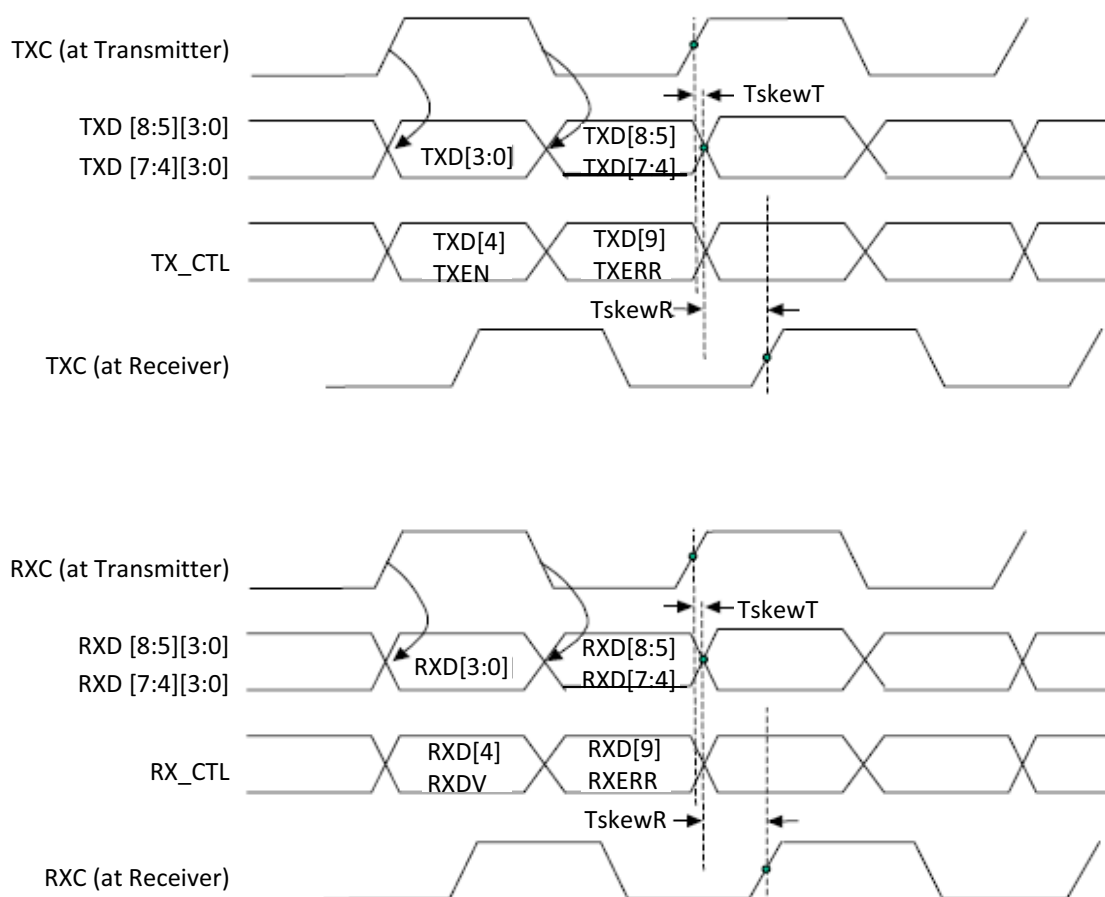 TXC (at Transmitter)
TskewT
TXD [8:5][3:0]
TXD [7:4][3:0]
TXD[3:0]
TXD[8:5]
TXD[7:4]
TX_CTL
TXD[4]
TXEN
TXD[9]
TXERR
TskewR
TXC (at Receiver)
RXC (at Transmitter)
TskewT
RXD [8:5][3:0]
RXD [7:4][3:0]
RXD[3:0]
RXD[8:5]
RXD[7:4]
RX_CTL
RXD[4]
RXDV
RXD[9]
RXERR
TskewR
RXC (at Receiver)